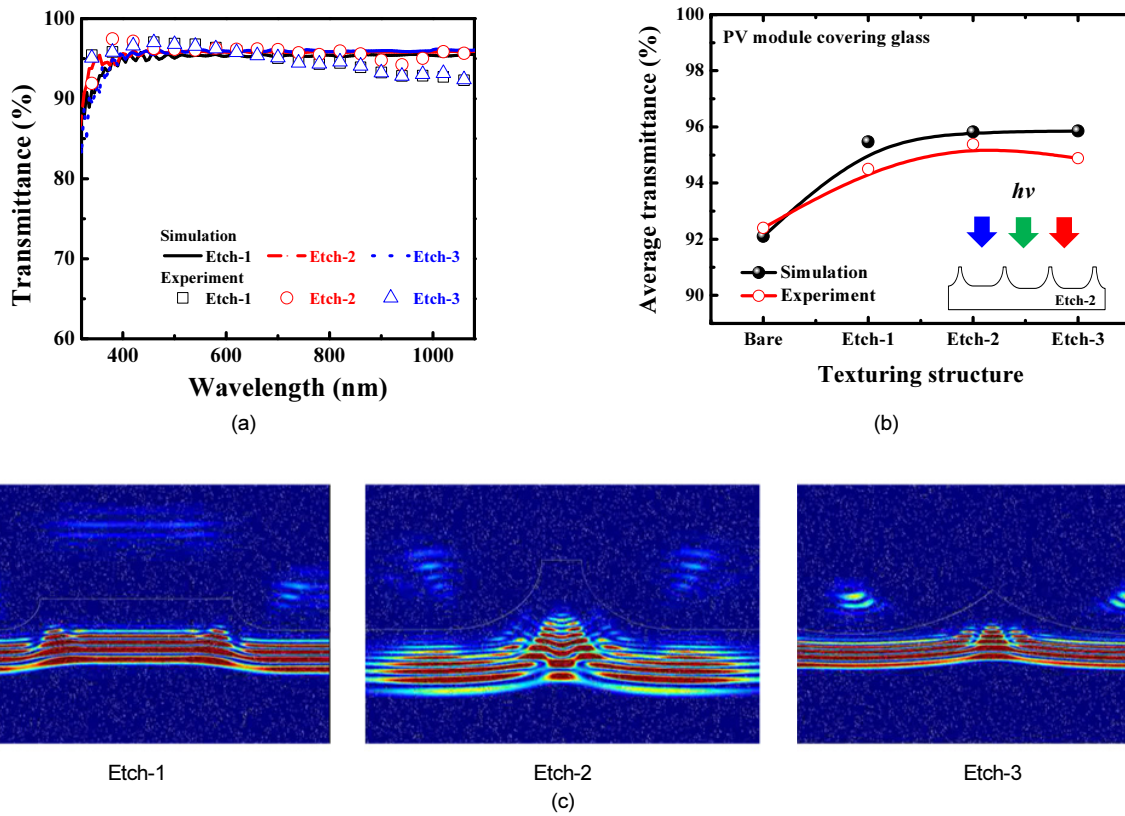 100
90
80
70
60
Transmittance (%)
Simulation
Etch-1 Etch-2 Etch-3
Experiment
Etch-1 Etch-2 Etch-3
400 600 800 1000
Wavelength (nm)
(a)
100
98
96
94
92
90
Average transmittance (%)
PV module covering glass
hν
Simulation
Experiment
Etch-2
Bare Etch-1 Etch-2 Etch-3
Texturing structure
(b)
Etch-1 Etch-2 Etch-3
(c)